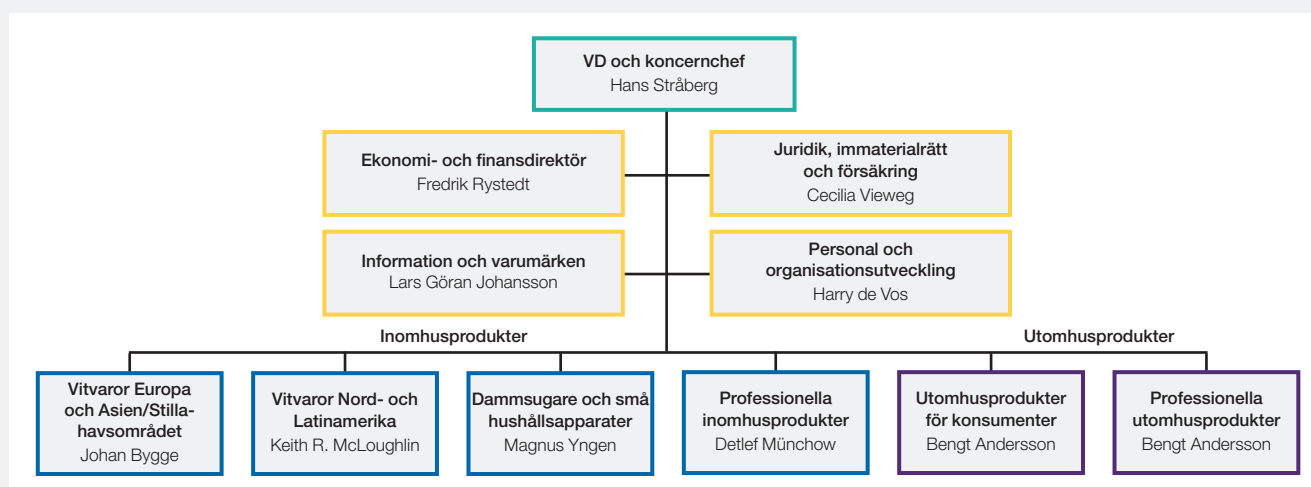 VD och koncernchef
Hans Stråberg
Ekonomi- och finansdirektör
Fredrik Rystedt
Juridik, immaterialrätt
och försäkring
Cecilia Vieweg
Information och varumärken
Lars Göran Johansson
Personal och
organisationsutveckling
Harry de Vos
Inomhusprodukter
Utomhusprodukter
Vitvaror Europa
och Asien/Stilla-
havsområdet
Johan Bygge
Vitvaror Nord- och
Latinamerika
Keith R. McLoughlin
Dammsugare och små
hushållsapparater
Magnus Yngen
Professionella
inomhusprodukter
Detlef Münchow
Utomhusprodukter
för konsumenter
Bengt Andersson
Professionella
utomhusprodukter
Bengt Andersson